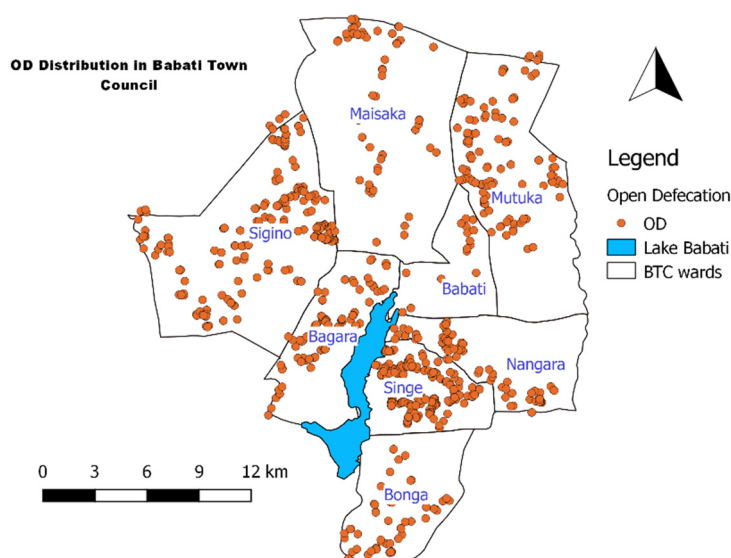 OD Distribution in Babati Town
Council
Maisaka
Mutuka
Sigino
Babati
Bagara
Nangara
Singe
Bonga
Legend
Open Defecation
OD
Lake Babati
BTC wards
0 3 6 9 12 km